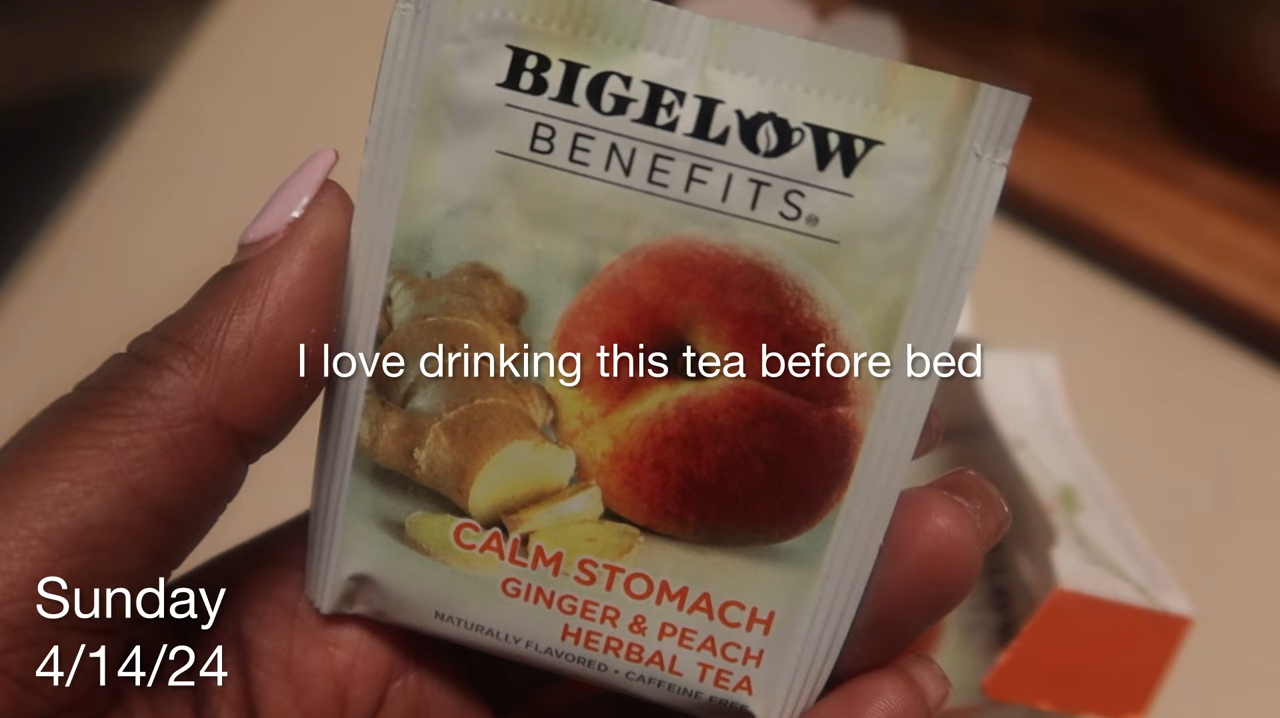 BIGELOW
BENEFITS®
I love drinking this tea before bed
CALM STOMACH
GINGER & PEACH
HERBAL TEA
NATURALLY FLAVORED • CAFFEINE FREE
Sunday
4/14/24